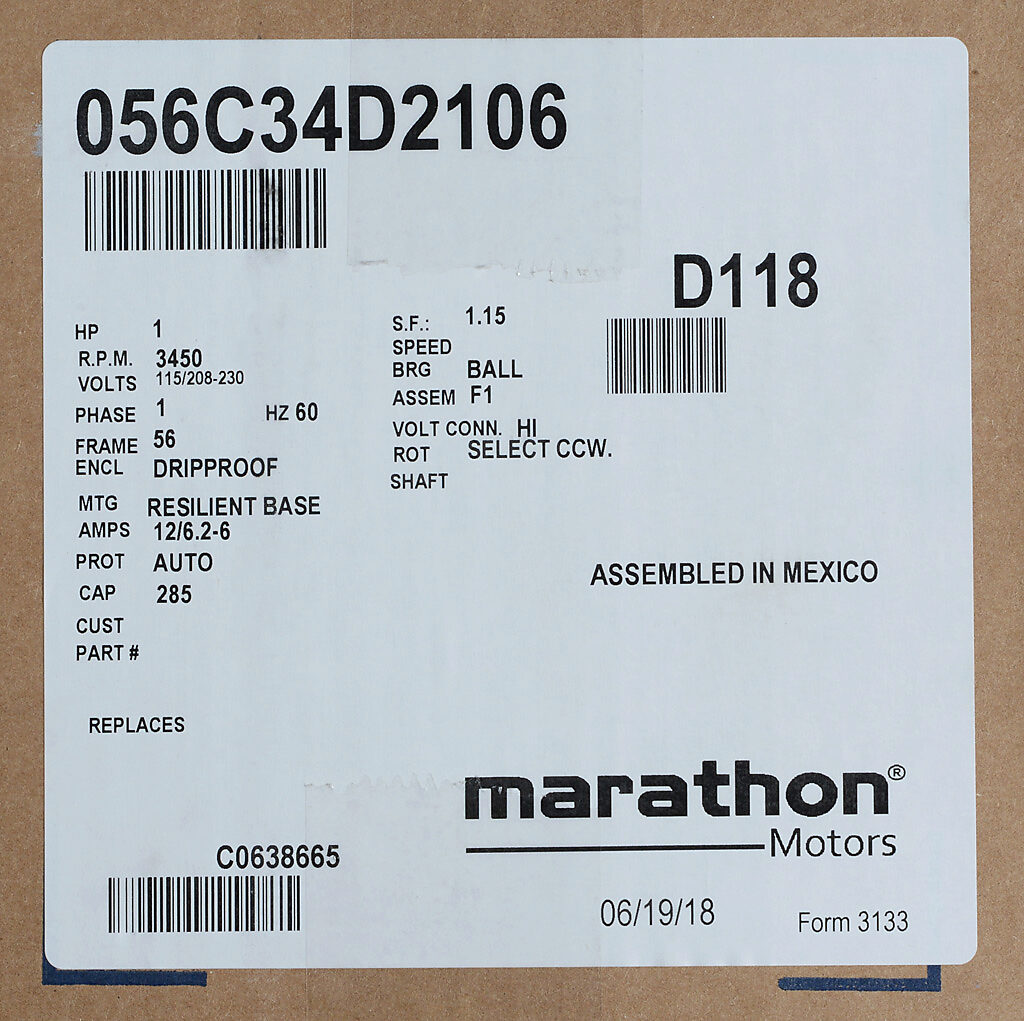 056C34D2106
D118
HP 1
R.P.M. 3450
VOLTS 115/208-230
PHASE 1 HZ 60
FRAME 56
ENCL DRIPPROOF
MTG RESILIENT BASE
AMPS 12/6.2-6
PROT AUTO
CAP 285
CUST
PART #
REPLACES
S.F.: 1.15
SPEED
BRG BALL
ASSEM F1
VOLT CONN. HI
ROT SELECT CCW.
SHAFT
ASSEMBLED IN MEXICO
marathon®
Motors
C0638665
06/19/18
Form 3133